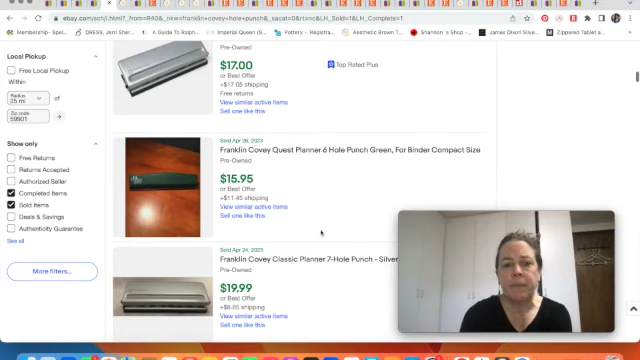 ebay.com/sch/i.html?_from=R40&_nkw=franklin+covey+hole+punch&_sacat=0&rt=nc&LH_Sold=1&LH_Complete=1
Membership- Spel...
DRESS, Jerri Sher...
A Guide To Ralph...
Imperial Queen (S...
Pottery - Registrar...
Aesthetic Brown T...
Shannon 's Shop -...
James Dixon Silver...
Zippered Tablet a...
Local Pickup
Free Local Pickup
Within
Radius
25 mi
of
Zip code
59901
Show only
Free Returns
Returns Accepted
Authorized Seller
Completed Items
Sold Items
Deals & Savings
Authenticity Guarantee
See all
More filters...
Pre-Owned
$17.00
or Best Offer
+$17.05 shipping
Free returns
View similar active items
Sell one like this
Top Rated Plus
Sold Apr 28, 2023
Franklin Covey Quest Planner 6 Hole Punch Green, For Binder Compact Size
Pre-Owned
$15.95
or Best Offer
+$11.45 shipping
View similar active items
Sell one like this
Sold Apr 24, 2023
Franklin Covey Classic Planner 7-Hole Punch - Silver
Pre-Owned
$19.99
or Best Offer
+$6.65 shipping
View similar active items
Sell one like this